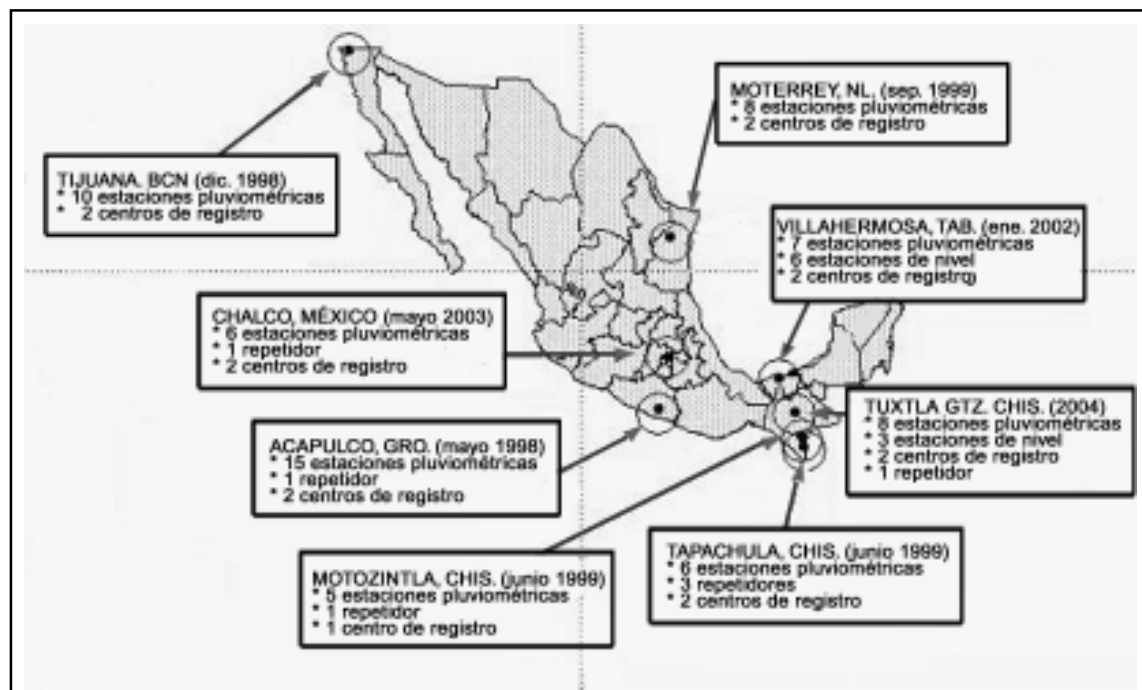 MOTERREY, NL, (sep. 1999)
* 8 estaciones pluviométricas
* 2 centros de registro
TIJUANA. BCN (dic. 1998)
* 10 estaciones pluviométricas
* 2 centros de registro
VILLAHERMOSA, TAB. (ene. 2002)
* 7 estaciones pluviométricas
* 6 estaciones de nivel
* 2 centros de registro)
CHALCO, MÉXICO (mayo 2003)
* 6 estaciones pluviométricas
* 1 repetidor
* 2 centros de registro
TUXTLA GTZ. CHIS. (2004)
* 8 estaciones pluviométricas
* 3 estaciones de nivel
* 2 centros de registro
* 1 repetidor
ACAPULCO, GRO. (mayo 1998)
* 15 estaciones pluviométricas
* 1 repetidor
* 2 centros de registro
TAPACHULA, CHIS. (junio 1999)
* 6 estaciones pluviométricas
* 3 repetidores
* 2 centros de registro
MOTOZINTLA, CHIS. (junio 1999)
* 5 estaciones pluviométricas
* 1 repetidor
* 1 centro de registro